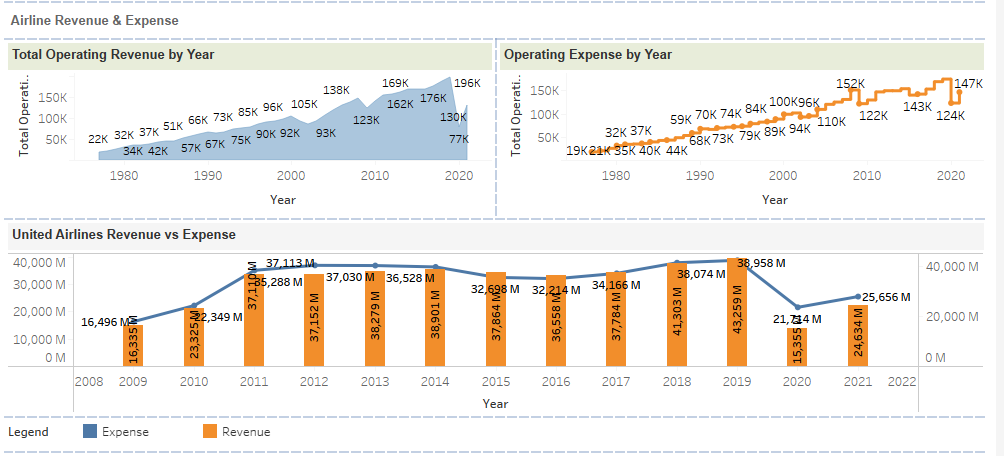 Airline Revenue & Expense
Total Operating Revenue by Year
Total Operati..
150K
100K
50K
22K 32K 34K 37K 42K 51K 57K 66K 67K 73K 75K 85K 90K 96K 92K 105K 93K 138K 123K 169K 162K 176K 196K 130K 77K
1980 1990 2000 2010 2020
Year
Operating Expense by Year
Total Operati..
150K
100K
50K
19K 21K 32K 35K 37K 40K 44K 59K 68K 70K 73K 74K 79K 84K 89K 100K 94K 96K 110K 152K 122K 143K 124K 147K
1980 1990 2000 2010 2020
Year
United Airlines Revenue vs Expense
40,000 M
30,000 M
20,000 M
10,000 M
0 M
16,496 M 22,349 M 35,288 M 37,113 M 37,030 M 36,528 M 32,698 M 32,214 M 34,166 M 38,074 M 38,958 M 21,714 M 25,656 M
16,335 M 23,325 M 37,110 M 37,152 M 38,279 M 38,901 M 37,864 M 36,558 M 37,784 M 41,303 M 43,259 M 15,355 M 24,634 M
40,000 M
20,000 M
0 M
2008 2009 2010 2011 2012 2013 2014 2015 2016 2017 2018 2019 2020 2021 2022
Year
Legend Expense Revenue